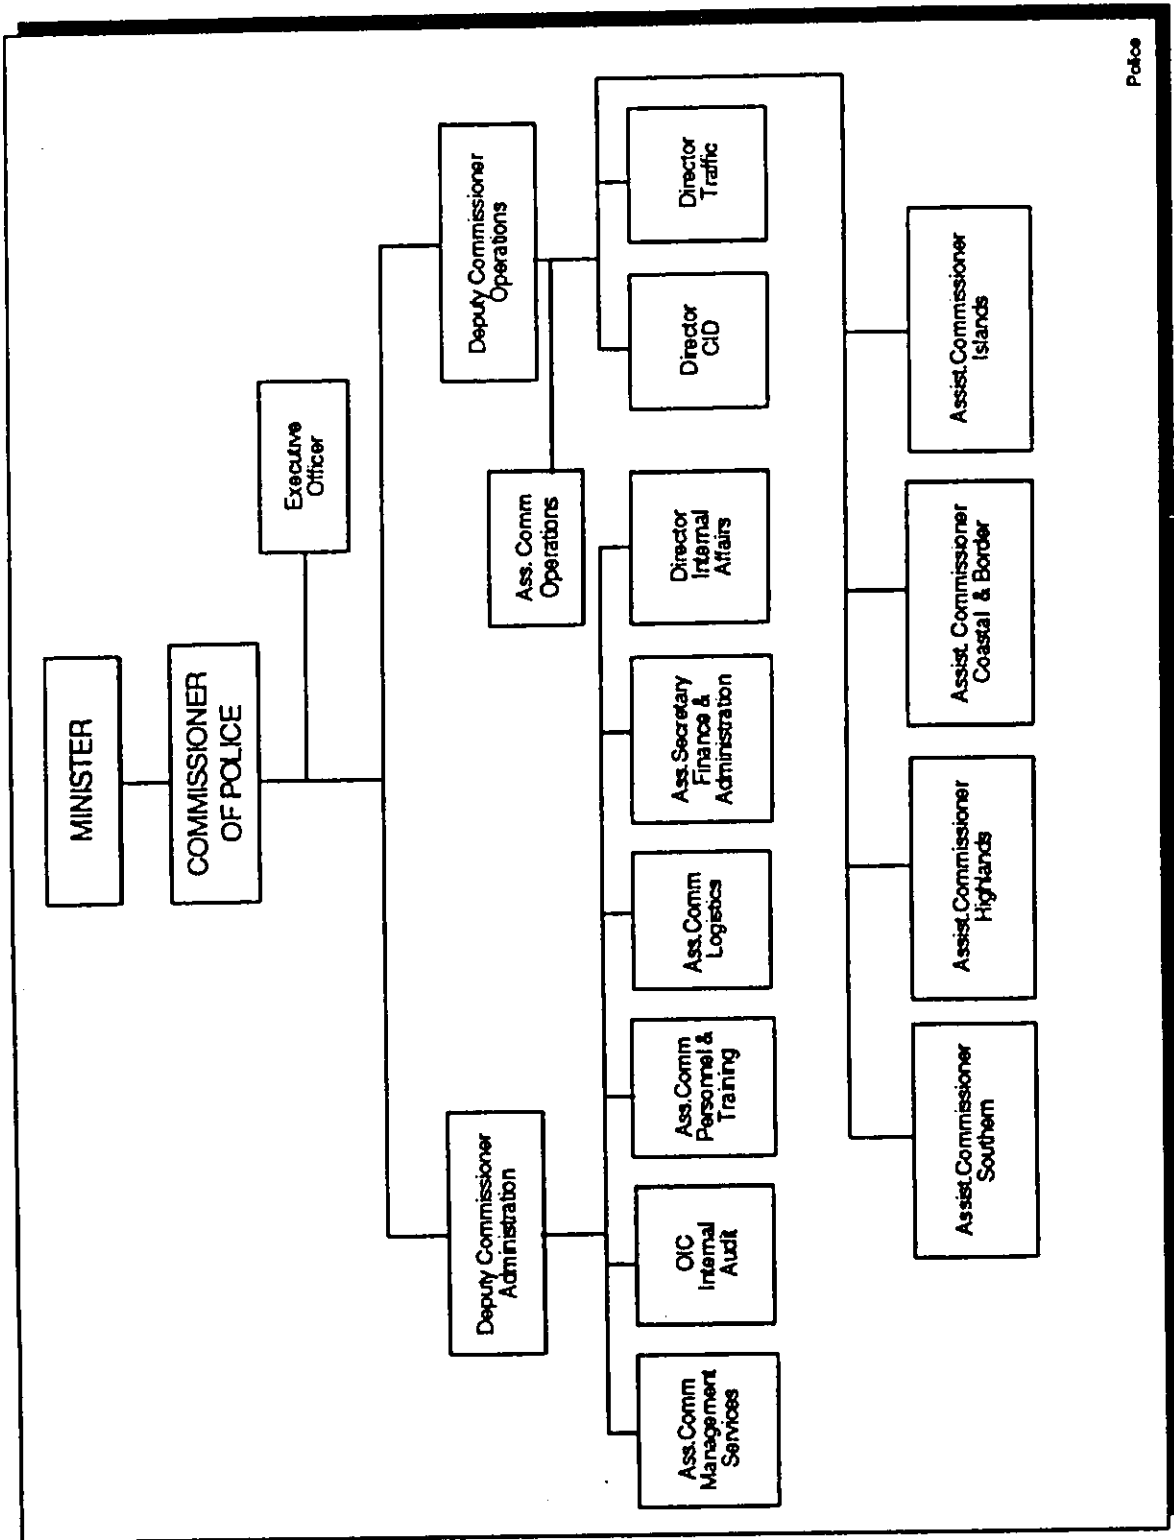 MINISTER
COMMISSIONER
OF POLICE
Executive
Officer
Deputy Commissioner
Administration
Deputy Commissioner
Operations
Ass. Comm
Operations
Ass.Comm
Management
Services
OIC
Internal
Audit
Ass.Comm
Personnel &
Training
Ass.Comm
Logistics
Ass.Secretary
Finance &
Administration
Director
Internal
Affairs
Director
CID
Director
Traffic
Assist.Commissioner
Southern
Assist.Commissioner
Highlands
Assist. Commissioner
Coastal & Border
Assist.Commissioner
Islands
Police